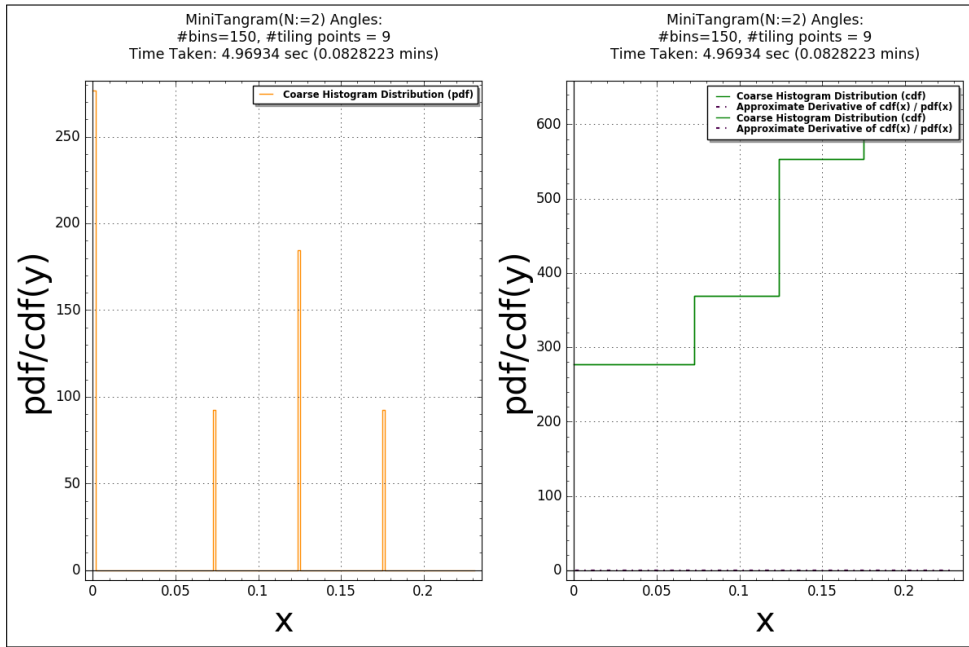 MiniTangram(N:=2) Angles:
#bins=150, #tiling points = 9
Time Taken: 4.96934 sec (0.0828223 mins)
Coarse Histogram Distribution (pdf)
250
200
150
100
50
0
pdf/cdf(y)
0 0.05 0.1 0.15 0.2
x
MiniTangram(N:=2) Angles:
#bins=150, #tiling points = 9
Time Taken: 4.96934 sec (0.0828223 mins)
Coarse Histogram Distribution (cdf)
Approximate Derivative of cdf(x) / pdf(x)
Coarse Histogram Distribution (cdf)
Approximate Derivative of cdf(x) / pdf(x)
600
500
400
300
200
100
0
pdf/cdf(y)
0 0.05 0.1 0.15 0.2
x